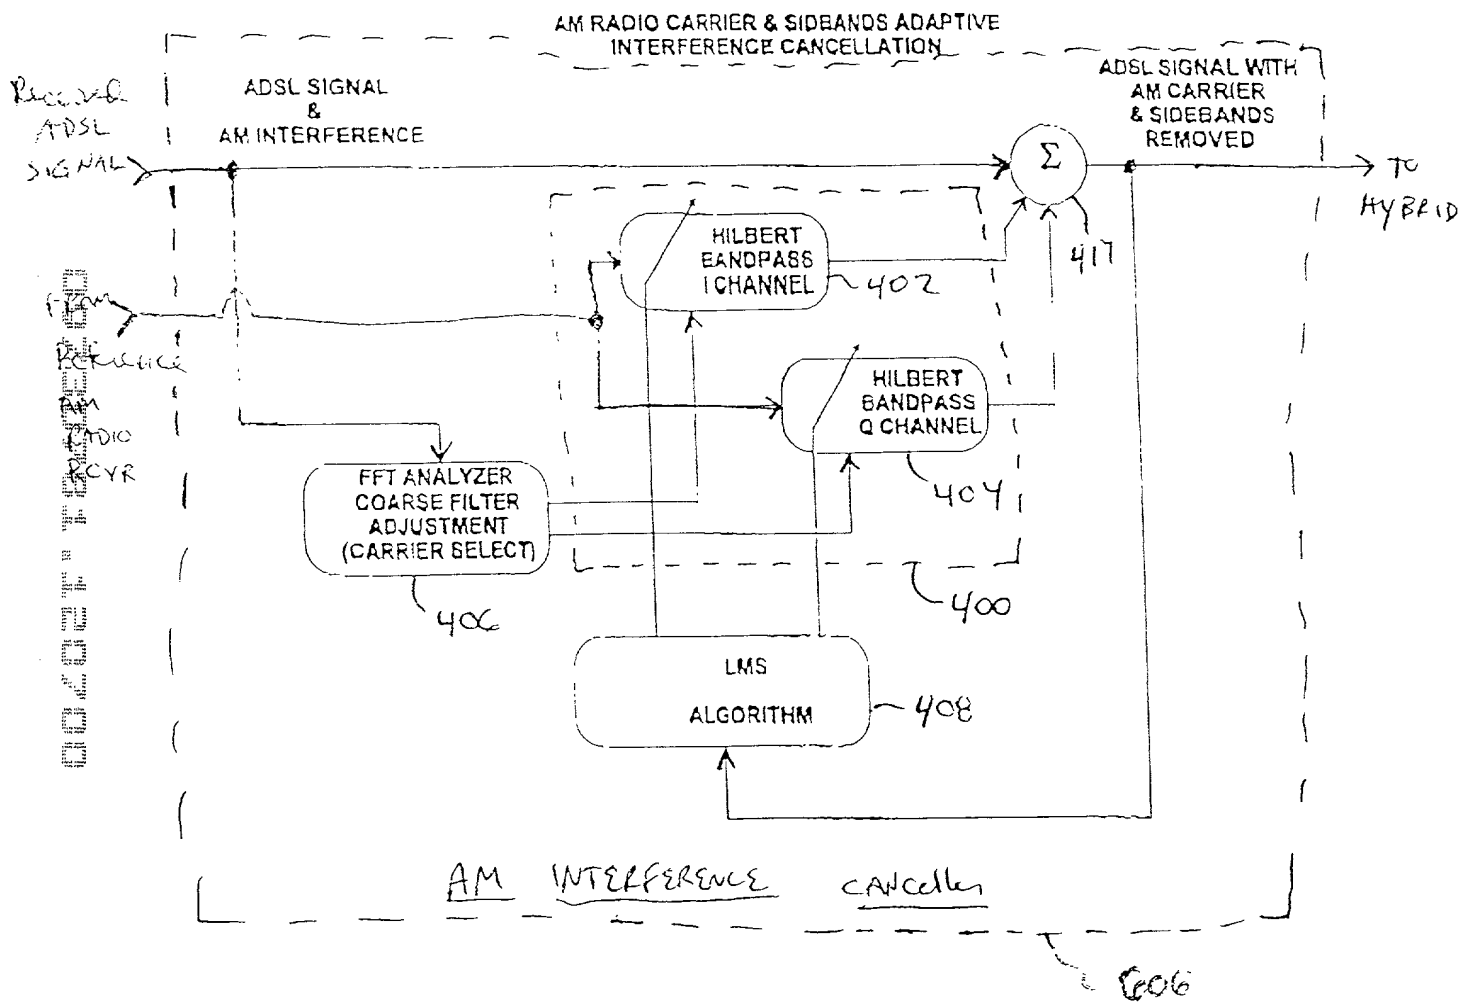 AM RADIO CARRIER & SIDBANDS ADAPTIVE
INTERFERENCE CANCELLATION
ADSL SIGNAL
&
AM INTERFERENCE
ADSL SIGNAL WITH
AM CARRIER
& SIDEBANDS
REMOVED
Received
ADSL
SIGNAL
Σ
TO
HYBRID
417
HILBERT
BANDPASS
I CHANNEL
402
FROM
Reference
AM
RADIO
RCVR
HILBERT
BANDPASS
Q CHANNEL
404
FFT ANALYZER
COARSE FILTER
ADJUSTMENT
(CARRIER SELECT)
406
400
LMS
ALGORITHM
408
AM INTERFERENCE Canceller
606